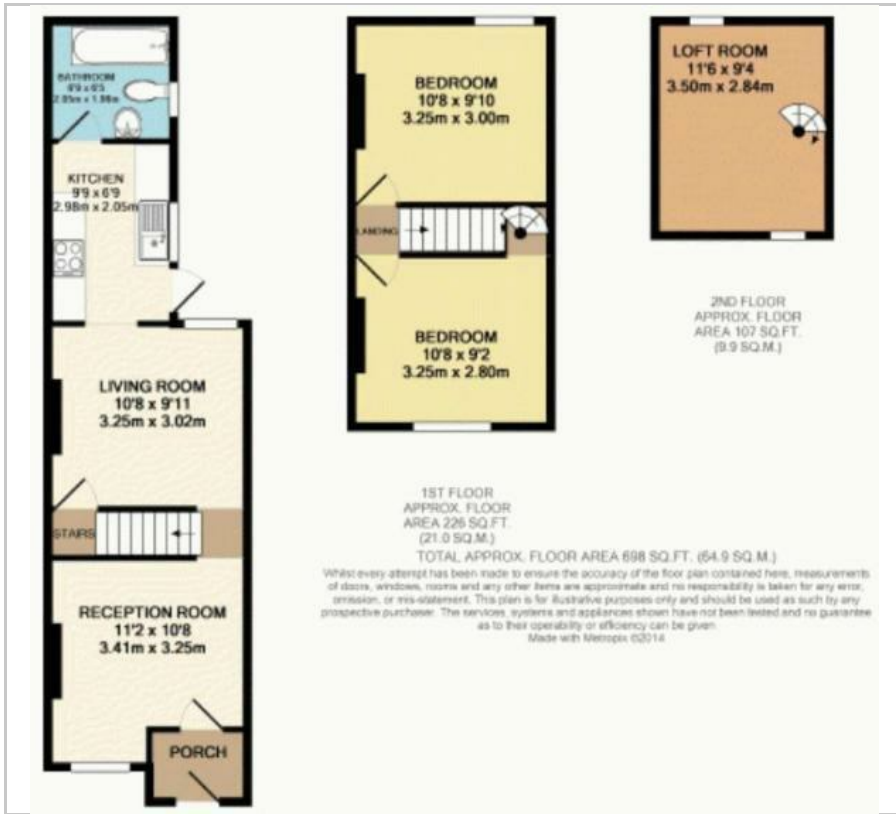 BATHROOM
6'9 x 6'5
2.05m x 1.96m
KITCHEN
9'9 x 6'9
2.98m x 2.05m
LIVING ROOM
10'8 x 9'11
3.25m x 3.02m
STAIRS
RECEPTION ROOM
11'2 x 10'8
3.41m x 3.25m
PORCH
BEDROOM
10'8 x 9'10
3.25m x 3.00m
LANDING
BEDROOM
10'8 x 9'2
3.25m x 2.80m
1ST FLOOR
APPROX. FLOOR
AREA 226 SQ.FT.
(21.0 SQ.M.)
LOFT ROOM
11'6 x 9'4
3.50m x 2.84m
2ND FLOOR
APPROX. FLOOR
AREA 107 SQ.FT.
(9.9 SQ.M.)
TOTAL APPROX. FLOOR AREA 698 SQ.FT. (64.9 SQ.M.)
Whilst every attempt has been made to ensure the accuracy of the floor plan contained here, measurements
of doors, windows, rooms and any other items are approximate and no responsibility is taken for any error,
omission, or mis-statement. This plan is for illustrative purposes only and should be used as such by any
prospective purchaser. The services, systems and appliances shown have not been tested and no guarantee
as to their operability or efficiency can be given
Made with Metropix ©2014